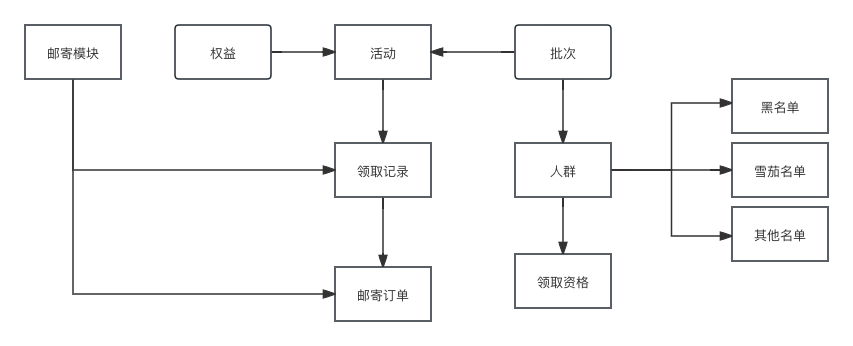 邮寄模块
权益
活动
批次
黑名单
领取记录
人群
雪茄名单
其他名单
领取资格
邮寄订单